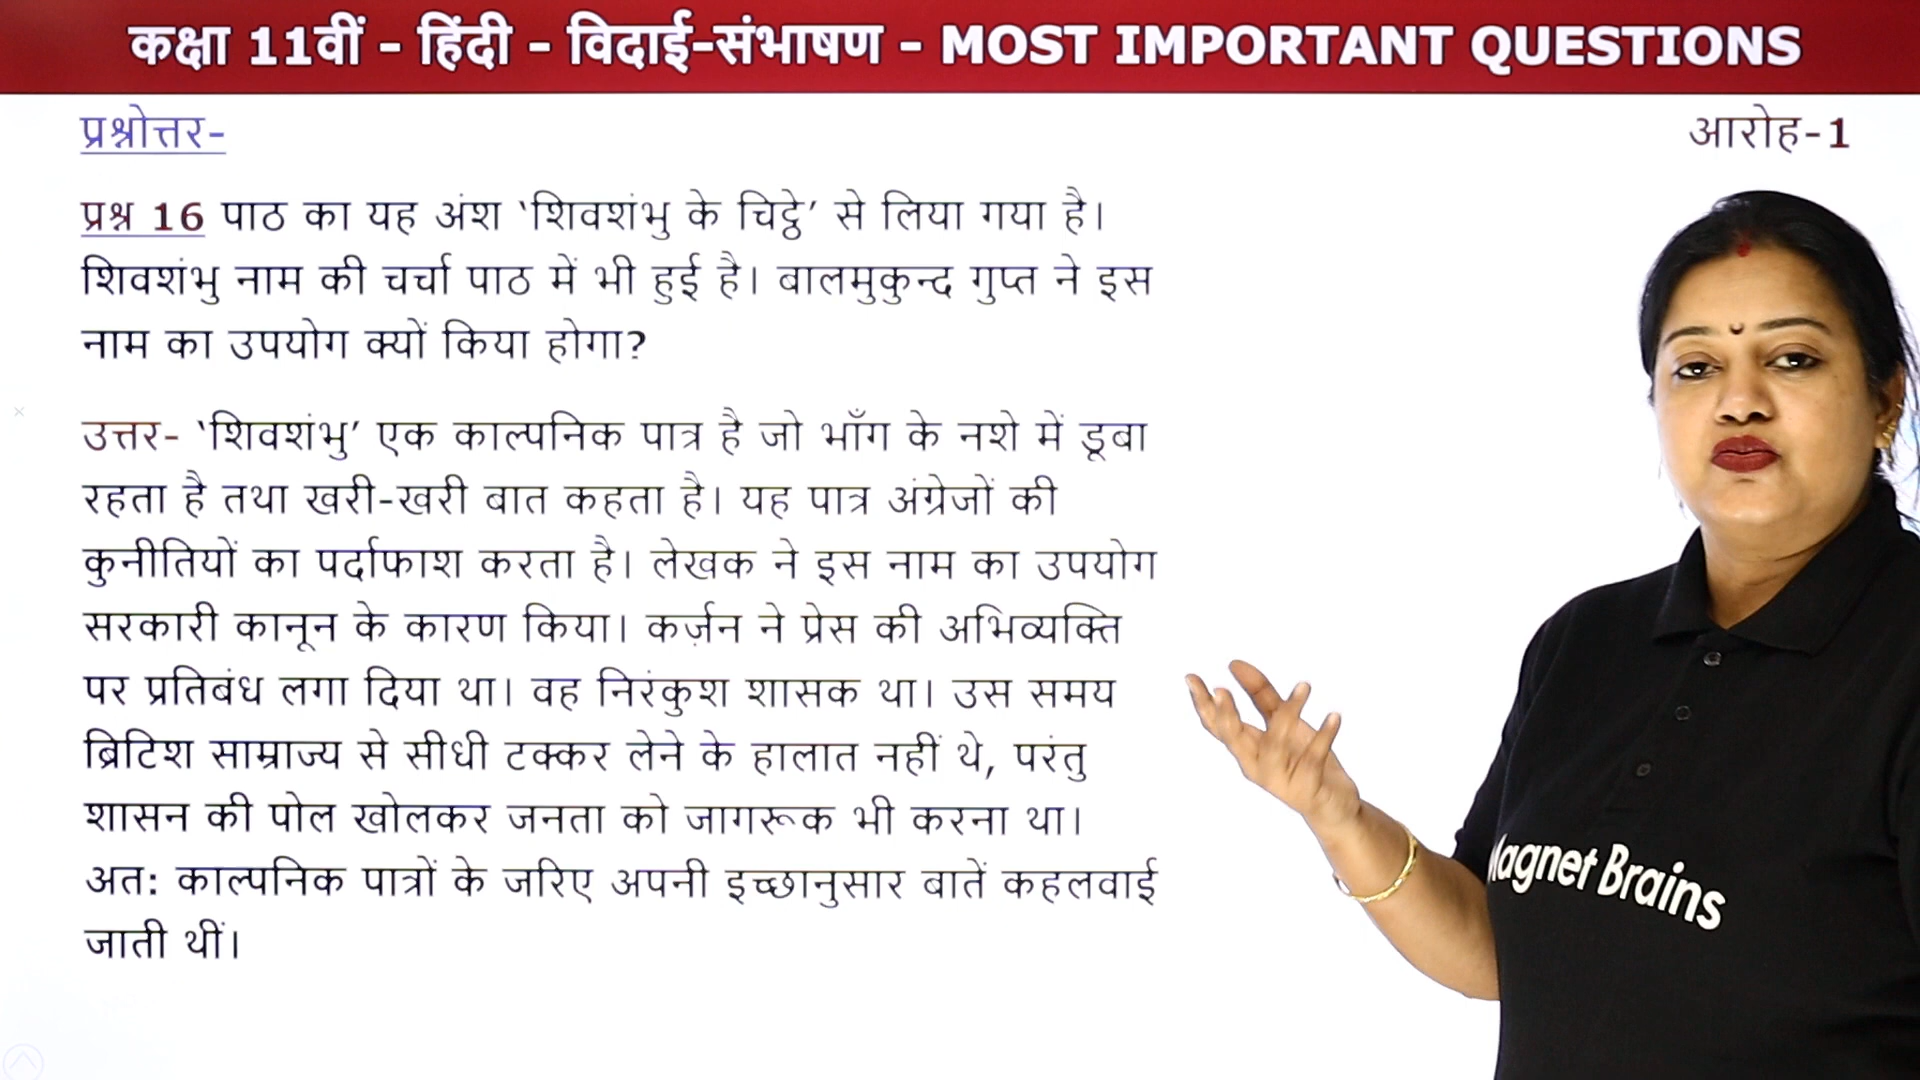 कक्षा 11वीं - हिंदी - विदाई-संभाषण - MOST IMPORTANT QUESTIONS
प्रश्नोत्तर-
आरोह-1
प्रश्न 16 पाठ का यह अंश ‘शिवशंभु के चिट्ठे’ से लिया गया है।
शिवशंभु नाम की चर्चा पाठ में भी हुई है। बालमुकुन्द गुप्त ने इस
नाम का उपयोग क्यों किया होगा?
उत्तर- ‘शिवशंभु’ एक काल्पनिक पात्र है जो भाँग के नशे में डूबा
रहता है तथा खरी-खरी बात कहता है। यह पात्र अंग्रेजों की
कुनीतियों का पर्दाफाश करता है। लेखक ने इस नाम का उपयोग
सरकारी कानून के कारण किया। कर्ज़न ने प्रेस की अभिव्यक्ति
पर प्रतिबंध लगा दिया था। वह निरंकुश शासक था। उस समय
ब्रिटिश साम्राज्य से सीधी टक्कर लेने के हालात नहीं थे, परंतु
शासन की पोल खोलकर जनता को जागरूक भी करना था।
अत: काल्पनिक पात्रों के जरिए अपनी इच्छानुसार बातें कहलवाई
जाती थीं।
Magnet Brains